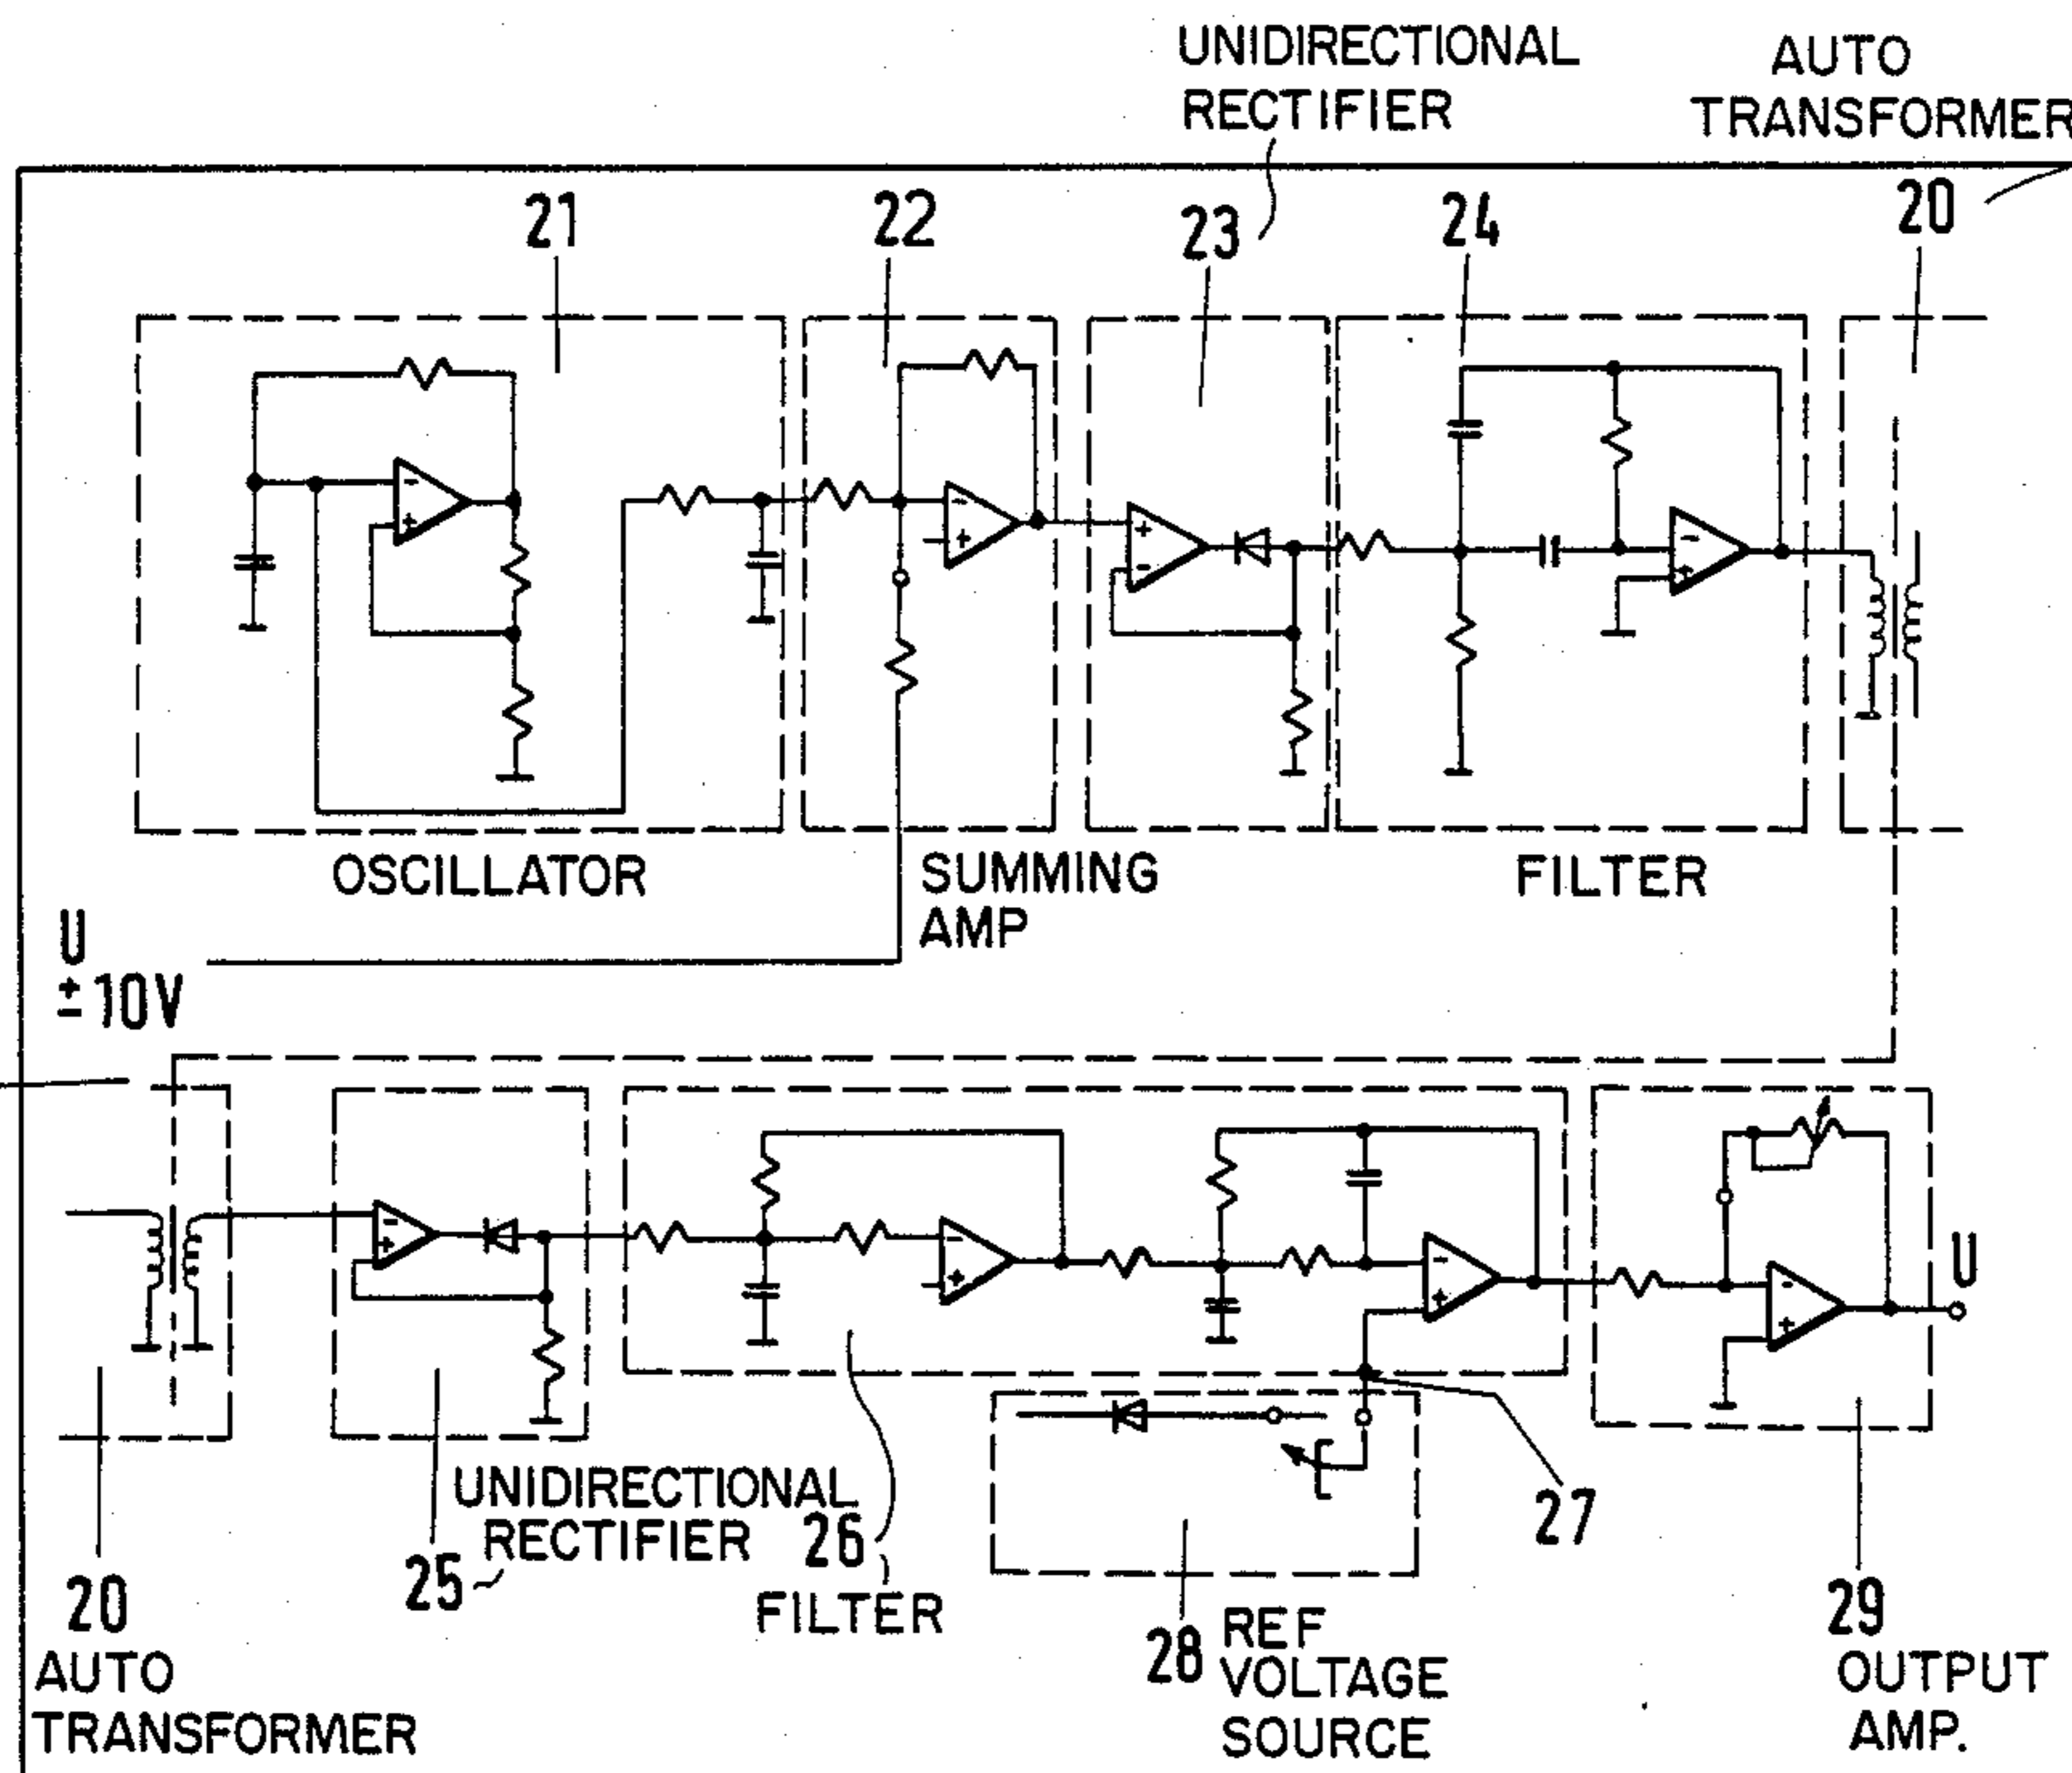 UNIDIRECTIONAL
RECTIFIER
AUTO
TRANSFORMER
21
22
23
24
20
-
+
-
+
+
-
-
+
OSCILLATOR
SUMMING
AMP
FILTER
U
±10V
-
+
-
+
-
+
-
+
U
27
UNIDIRECTIONAL
RECTIFIER
25
26
FILTER
20
AUTO
TRANSFORMER
28
REF
VOLTAGE
SOURCE
29
OUTPUT
AMP.